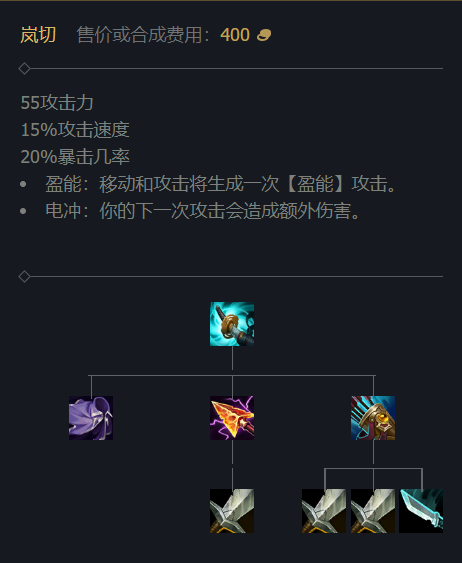 岚切 售价或合成费用：400
55攻击力
15%攻击速度
20%暴击几率
• 盈能：移动和攻击将生成一次【盈能】攻击。
• 电冲：你的下一次攻击会造成额外伤害。